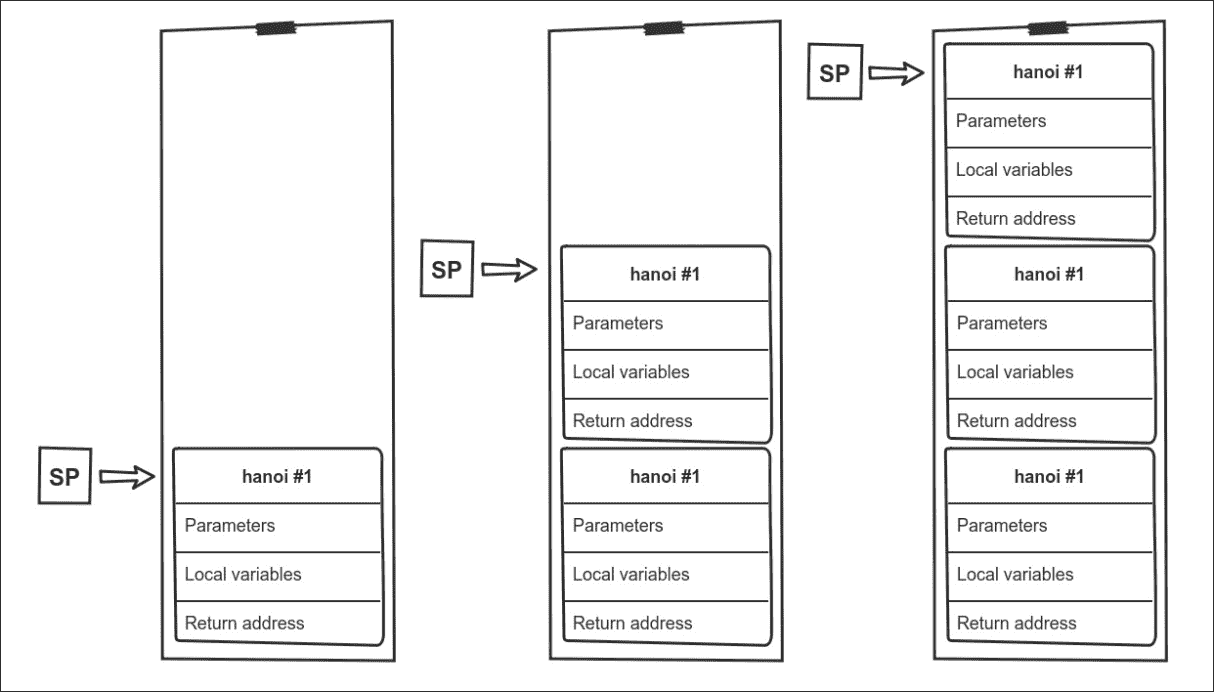 SP
hanoi #1
Parameters
Local variables
Return address
SP
hanoi #1
Parameters
Local variables
Return address
hanoi #1
Parameters
Local variables
Return address
SP
hanoi #1
Parameters
Local variables
Return address
hanoi #1
Parameters
Local variables
Return address
hanoi #1
Parameters
Local variables
Return address